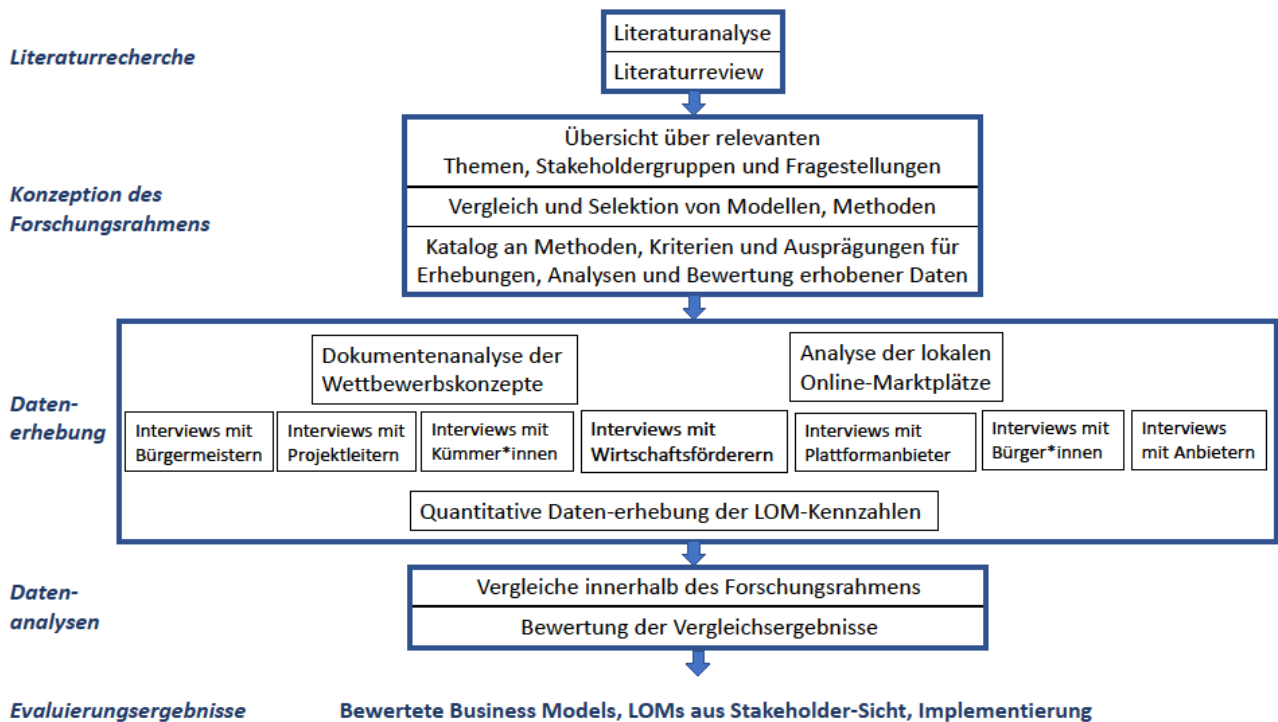 Literaturrecherche
Literaturanalyse
Literaturreview
Konzeption des
Forschungsrahmens
Übersicht über relevanten
Themen, Stakeholdergruppen und Fragestellungen
Vergleich und Selektion von Modellen, Methoden
Katalog an Methoden, Kriterien und Ausprägungen für
Erhebungen, Analysen und Bewertung erhobener Daten
Daten-
erhebung
Dokumentenanalyse der
Wettbewerbskonzepte
Analyse der lokalen
Online-Marktplätze
Interviews mit
Bürgermeistern
Interviews mit
Projektleitern
Interviews mit
Kümmer*innen
Interviews mit
Wirtschaftsförderern
Interviews mit
Plattformanbieter
Interviews mit
Bürger*innen
Interviews
mit Anbietern
Quantitative Daten-erhebung der LOM-Kennzahlen
Daten-
analysen
Vergleiche innerhalb des Forschungsrahmens
Bewertung der Vergleichsergebnisse
Evaluierungsergebnisse
Bewertete Business Models, LOMs aus Stakeholder-Sicht, Implementierung